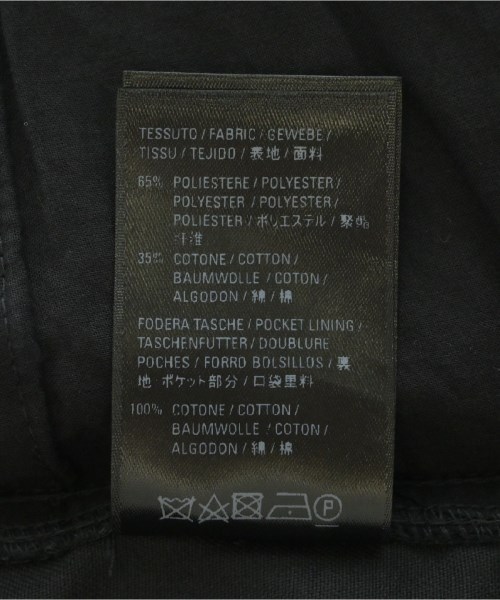 TESSUTO / FABRIC / GEWEBE /
TISSU / TEJIDO / 表地 / 面料
65% POLIESTERE / POLYESTER /
POLYESTER / POLYESTER /
POLIESTER / ポリエステル / 聚酯
纤维
35% COTONE / COTTON /
BAUMWOLLE / COTON /
ALGODON / 綿 / 棉
FODERA TASCHE / POCKET LINING /
TASCHENFUTTER / DOUBLURE
POCHES / FORRO BOLSILLOS / 裏
地 ポケット部分 / 口袋里料
100% COTONE / COTTON /
BAUMWOLLE / COTON /
ALGODON / 綿 / 棉
P